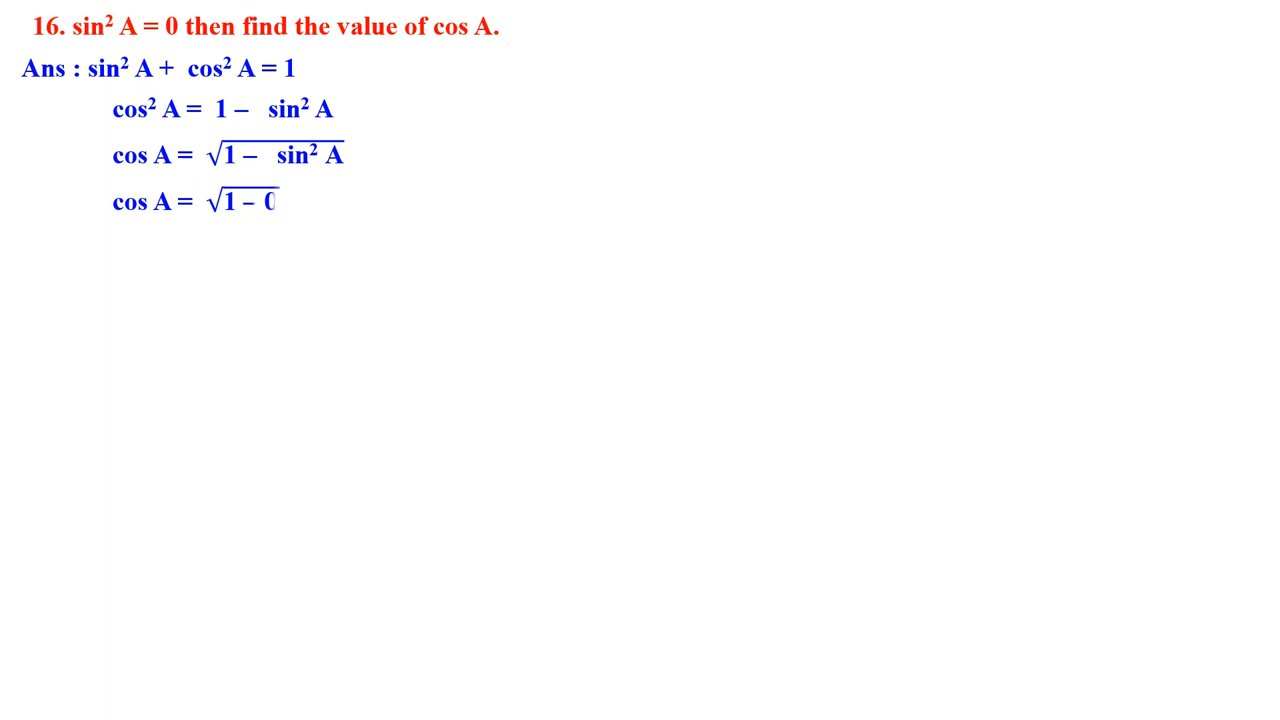 16. sin² A = 0 then find the value of cos A.
Ans : sin² A + cos² A = 1
cos² A = 1 – sin² A
cos A = √1 – sin² A
cos A = √1 – 0